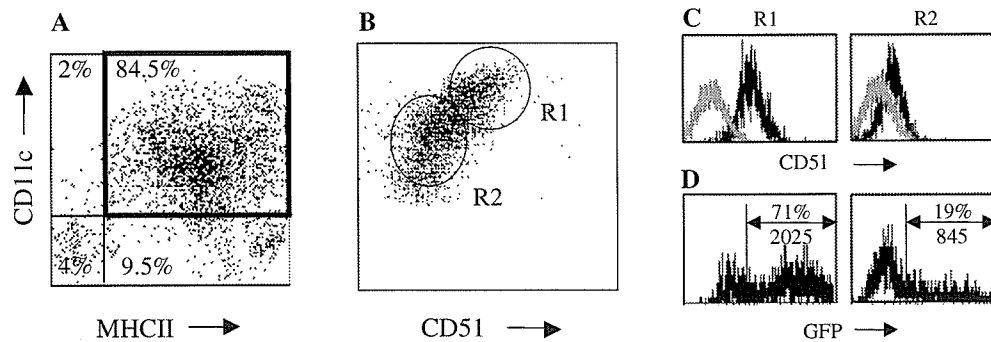 A
2%
84,5%
4%
9.5%
CD11c
MHCII
B
R1
R2
CD51
C
R1
R2
CD51
D
71%
2025
19%
845
GFP